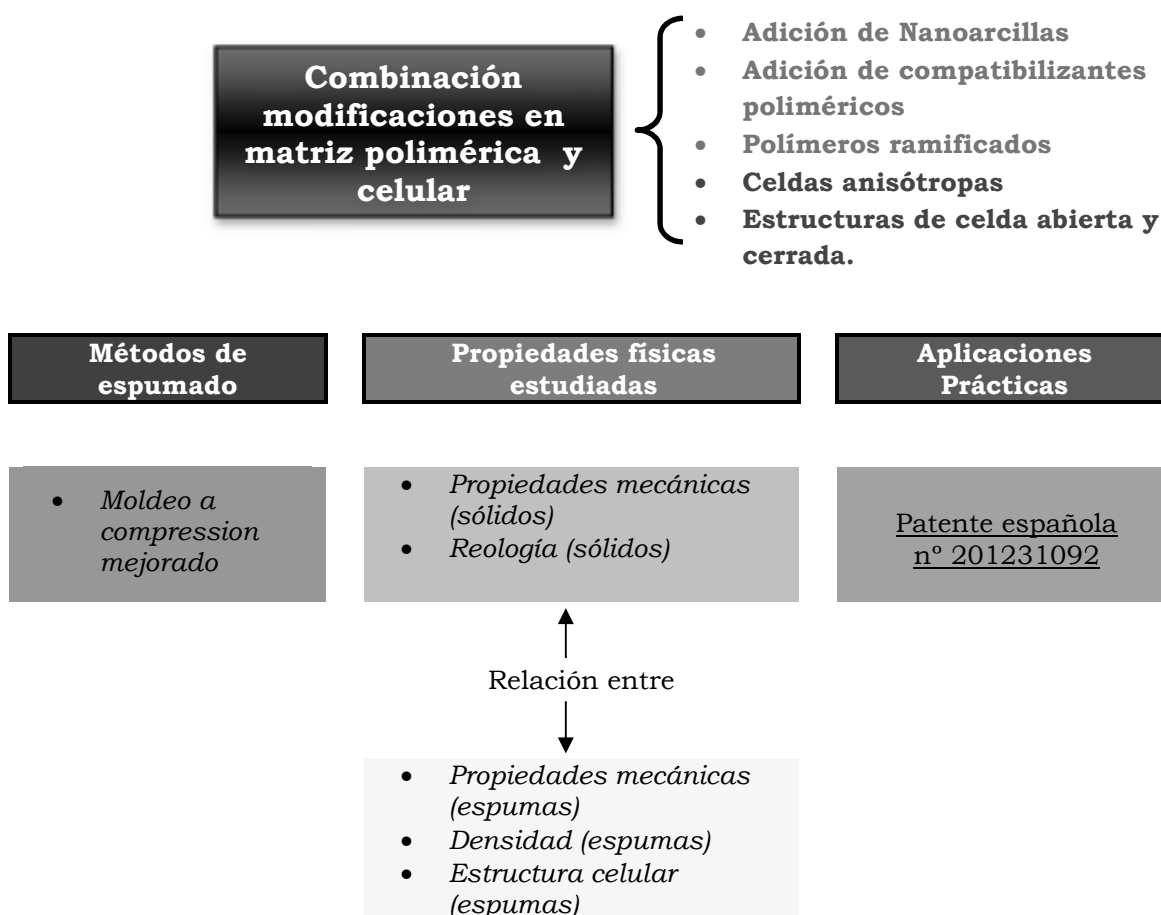 Combinación
modificaciones en
matriz polimérica y
celular
• Adición de Nanoarcillas
• Adición de compatibilizantes
poliméricos
• Polímeros ramificados
• Celdas anisótropas
• Estructuras de celda abierta y
cerrada.
Métodos de
espumado
• Moldeo a
compression
mejorado
Propiedades físicas
estudiadas
• Propiedades mecánicas
(sólidos)
• Reología (sólidos)
Relación entre
• Propiedades mecánicas
(espumas)
• Densidad (espumas)
• Estructura celular
(espumas)
Aplicaciones
Prácticas
Patente española
nº 201231092